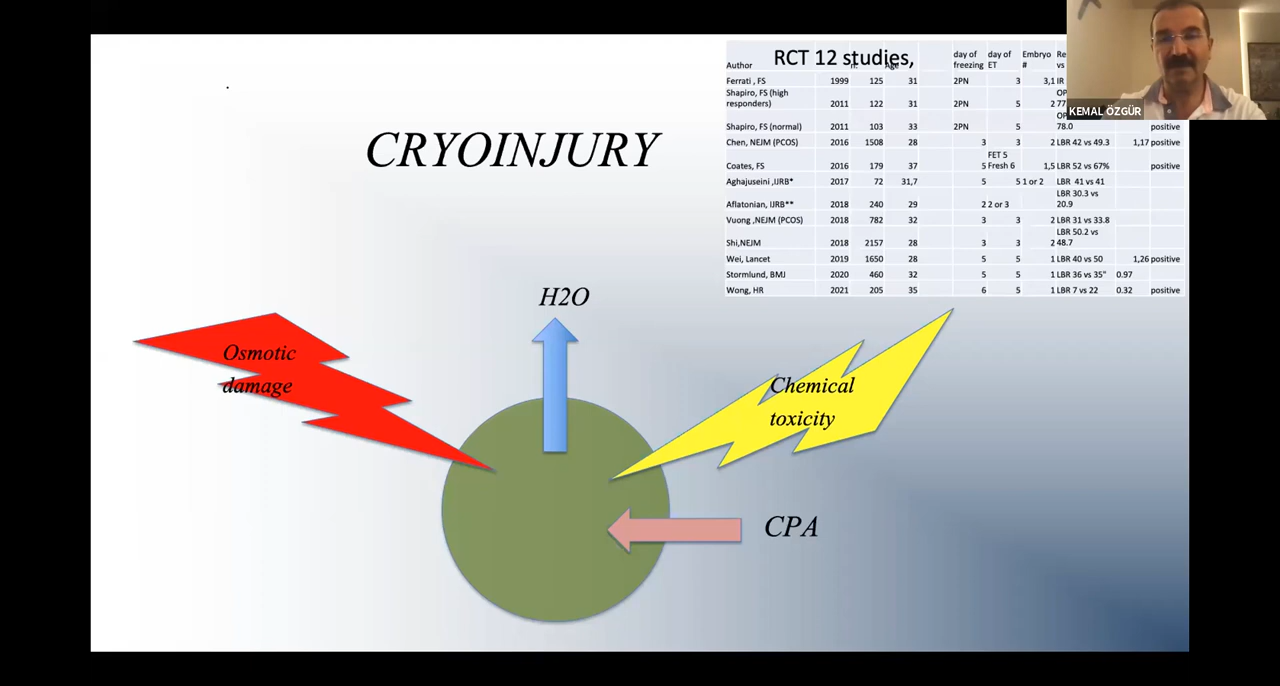 RCT 12 studies,
Author n. Age day of freezing day of ET Embryo # Re vs
Ferrati , FS 1999 125 31 2PN 3 3,1 IR
Shapiro, FS (high responders) 2011 122 31 2PN 5 2 77
Shapiro, FS (normal) 2011 103 33 2PN 5 78.0 positive
Chen, NEJM (PCOS) 2016 1508 28 3 3 2 LBR 42 vs 49.3 1,17 positive
Coates, FS 2016 179 37 5 FET 5 Fresh 6 1,5 LBR 52 vs 67% positive
Aghajuseini ,IJRB* 2017 72 31,7 5 5 1 or 2 LBR 41 vs 41
Aflatonian, IJRB** 2018 240 29 2 2 or 3 LBR 30.3 vs 20.9
Vuong ,NEJM (PCOS) 2018 782 32 3 3 2 LBR 31 vs 33.8
Shi,NEJM 2018 2157 28 3 3 2 LBR 50.2 vs 48.7
Wei, Lancet 2019 1650 28 5 5 1 LBR 40 vs 50 1,26 positive
Stormlund, BMJ 2020 460 32 5 5 1 LBR 36 vs 35" 0.97
Wong, HR 2021 205 35 6 5 1 LBR 7 vs 22 0.32 positive
KEMAL ÖZGÜR
CRYOINJURY
H2O
Osmotic
damage
Chemical
toxicity
CPA